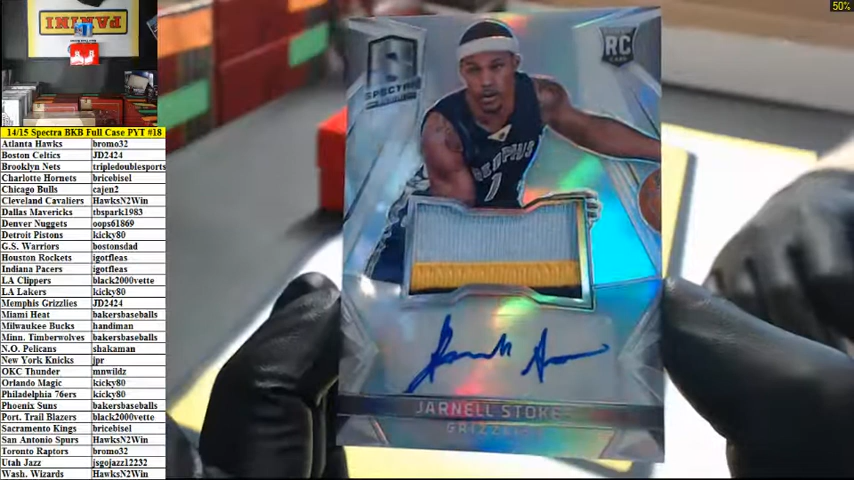 50%
PANINI
14/15 Spectra BKB Full Case PYT #18
Atlanta Hawks bromo32
Boston Celtics JD2424
Brooklyn Nets tripledoublesports
Charlotte Hornets bricebisel
Chicago Bulls cajen2
Cleveland Cavaliers HawksN2Win
Dallas Mavericks tbspark1983
Denver Nuggets oops61869
Detroit Pistons kicky80
G.S. Warriors bostonsdad
Houston Rockets igotfleas
Indiana Pacers igotfleas
LA Clippers black2000vette
LA Lakers kicky80
Memphis Grizzlies JD2424
Miami Heat bakersbaseballs
Milwaukee Bucks handiman
Minn. Timberwolves bakersbaseballs
N.O. Pelicans shakaman
New York Knicks jpr
OKC Thunder mnwildz
Orlando Magic kicky80
Philadelphia 76ers kicky80
Phoenix Suns bakersbaseballs
Port. Trail Blazers black2000vette
Sacramento Kings bricebisel
San Antonio Spurs HawksN2Win
Toronto Raptors bromo32
Utah Jazz jsgojazz12232
Wash. Wizards HawksN2Win
SPECTRA
RC
MEMPHIS
1
JARNELL STOKES
GRIZZLIES